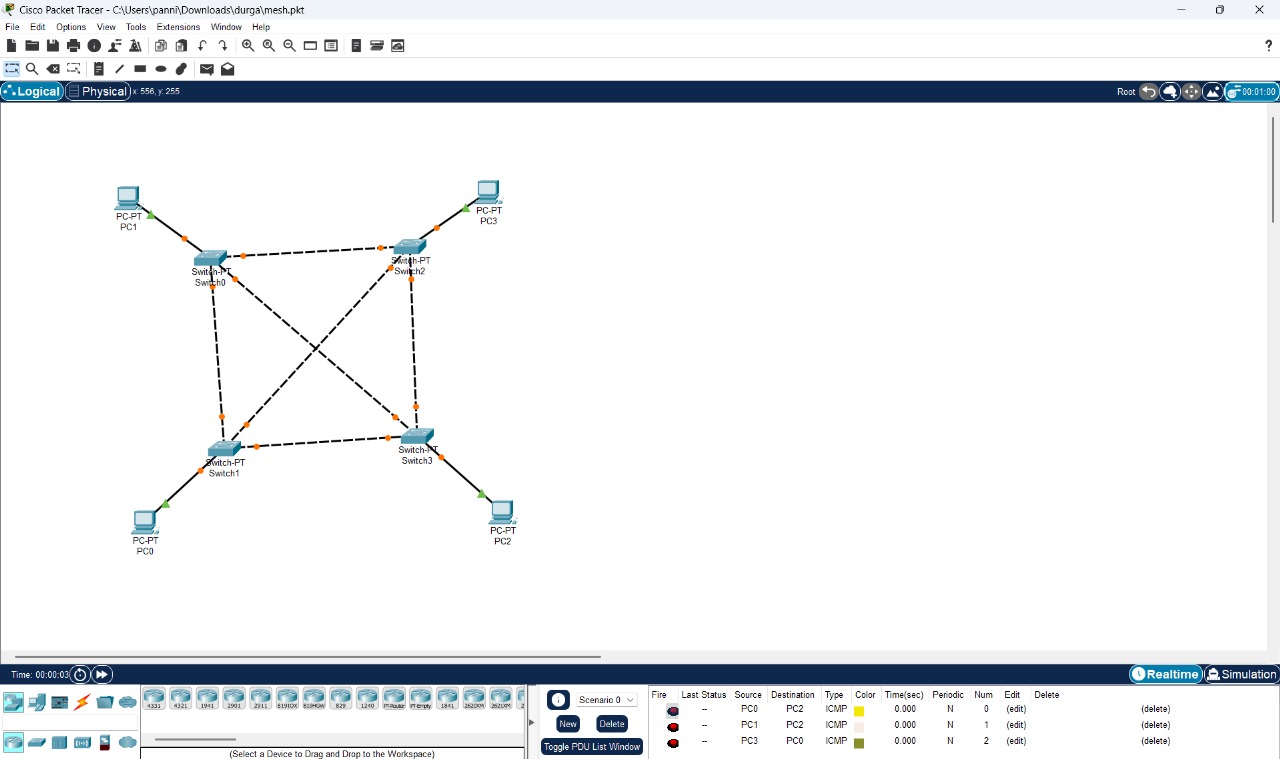 Cisco Packet Tracer - C:\Users\panni\Downloads\durga\mesh.pkt
File Edit Options View Tools Extensions Window Help
?
Logical Physical x: 556, y: 255 Root 00:01:00
PC-PT
PC1
PC-PT
PC3
Switch-PT
Switch0
Switch-PT
Switch2
Switch-PT
Switch1
Switch-PT
Switch3
PC-PT
PC0
PC-PT
PC2
Time: 00:00:03 Realtime Simulation
4331 4321 1941 2901 2911 819IOX 819HGW 829 1240 PT-Router PT-Empty 1841 2620XM 2621XM 2
(Select a Device to Drag and Drop to the Workspace)
Scenario 0
New Delete
Toggle PDU List Window
Fire Last Status Source Destination Type Color Time(sec) Periodic Num Edit Delete
-- PC0 PC2 ICMP 0.000 N 0 (edit) (delete)
-- PC1 PC2 ICMP 0.000 N 1 (edit) (delete)
-- PC3 PC0 ICMP 0.000 N 2 (edit) (delete)